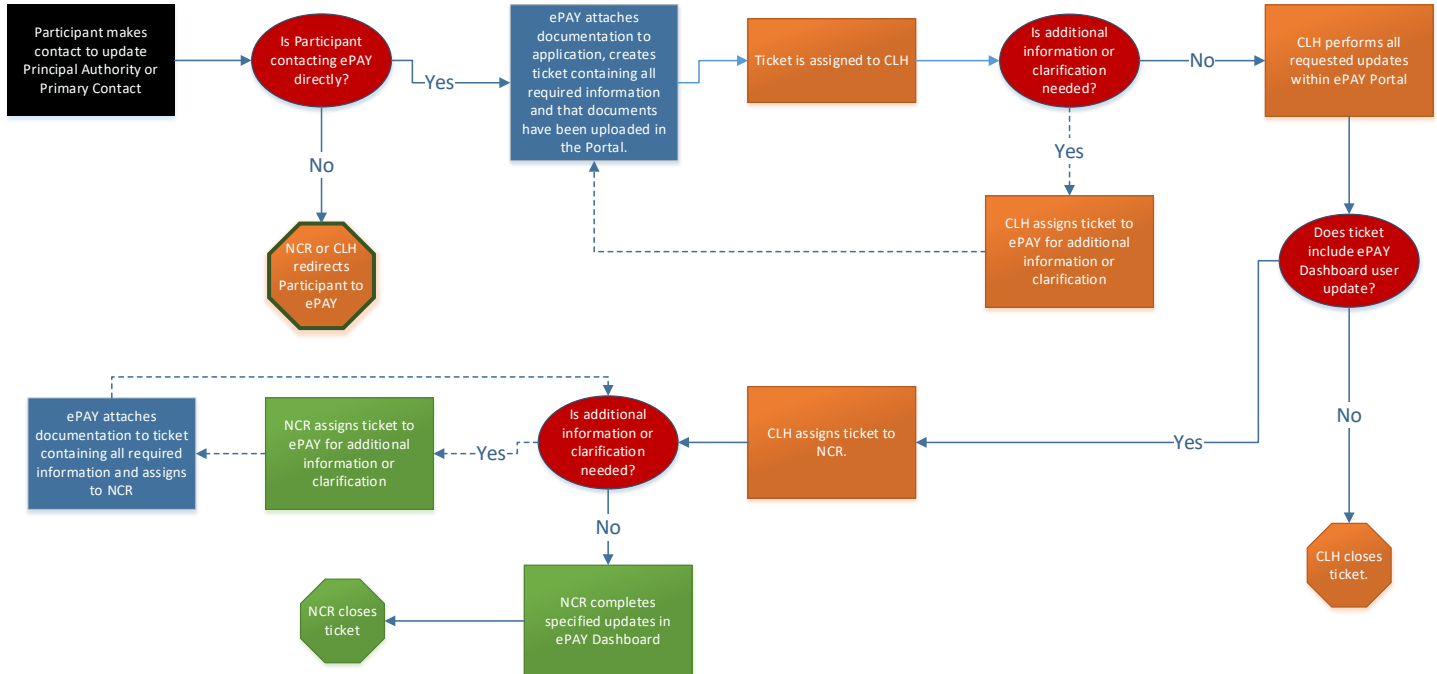 Participant makes
contact to update
Principal Authority or
Primary Contact
Is Participant
contacting ePAY
directly?
Yes
No
NCR or CLH
redirects
Participant to
ePAY
ePAY attaches
documentation to
application, creates
ticket containing all
required information
and that documents
have been uploaded in
the Portal.
Ticket is assigned to CLH
Is additional
information or
clarification
needed?
No
Yes
CLH assigns ticket to
ePAY for additional
information or
clarification
CLH performs all
requested updates
within ePAY Portal
Does ticket
include ePAY
Dashboard user
update?
No
CLH closes
ticket.
Yes
CLH assigns ticket to
NCR.
Is additional
information or
clarification
needed?
Yes
NCR assigns ticket to
ePAY for additional
information or
clarification
ePAY attaches
documentation to ticket
containing all required
information and assigns
to NCR
No
NCR completes
specified updates in
ePAY Dashboard
NCR closes
ticket